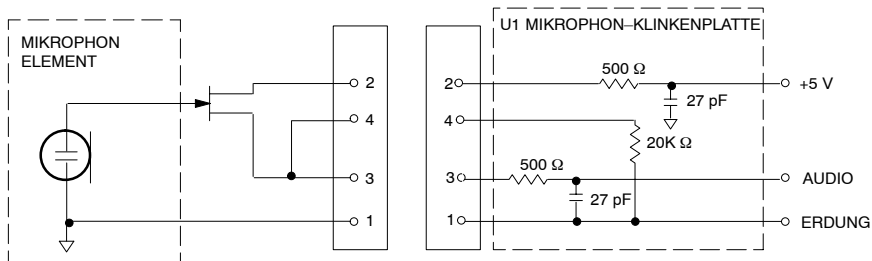 MIKROPHON
ELEMENT
2
4
3
1
U1 MIKROPHON–KLINKENPLATTE
2
4
3
1
500 Ω
27 pF
20K Ω
500 Ω
27 pF
+5 V
AUDIO
ERDUNG